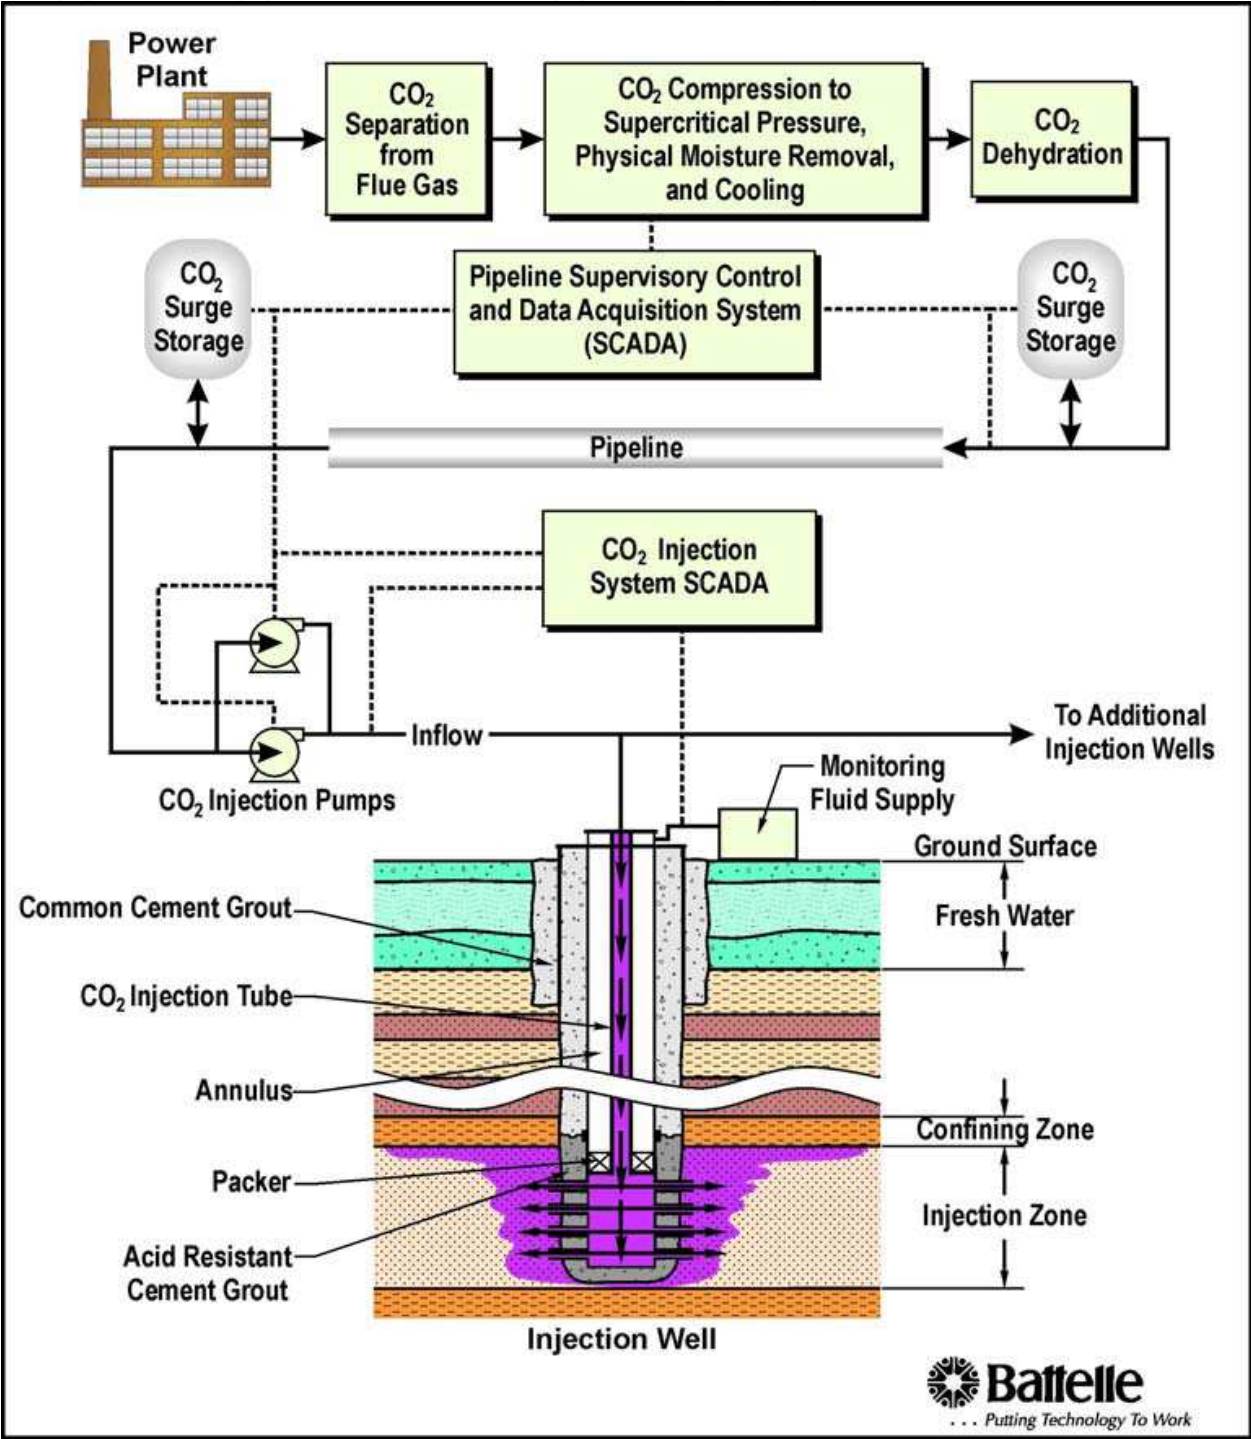 Power
Plant
CO2
Separation
from
Flue Gas
CO2 Compression to
Supercritical Pressure,
Physical Moisture Removal,
and Cooling
CO2
Dehydration
CO2
Surge
Storage
Pipeline Supervisory Control
and Data Acquisition System
(SCADA)
CO2
Surge
Storage
Pipeline
CO2 Injection
System SCADA
Inflow
To Additional
Injection Wells
CO2 Injection Pumps
Monitoring
Fluid Supply
Ground Surface
Common Cement Grout
Fresh Water
CO2 Injection Tube
Annulus
Confining Zone
Packer
Injection Zone
Acid Resistant
Cement Grout
Injection Well
Battelle
. . . Putting Technology To Work